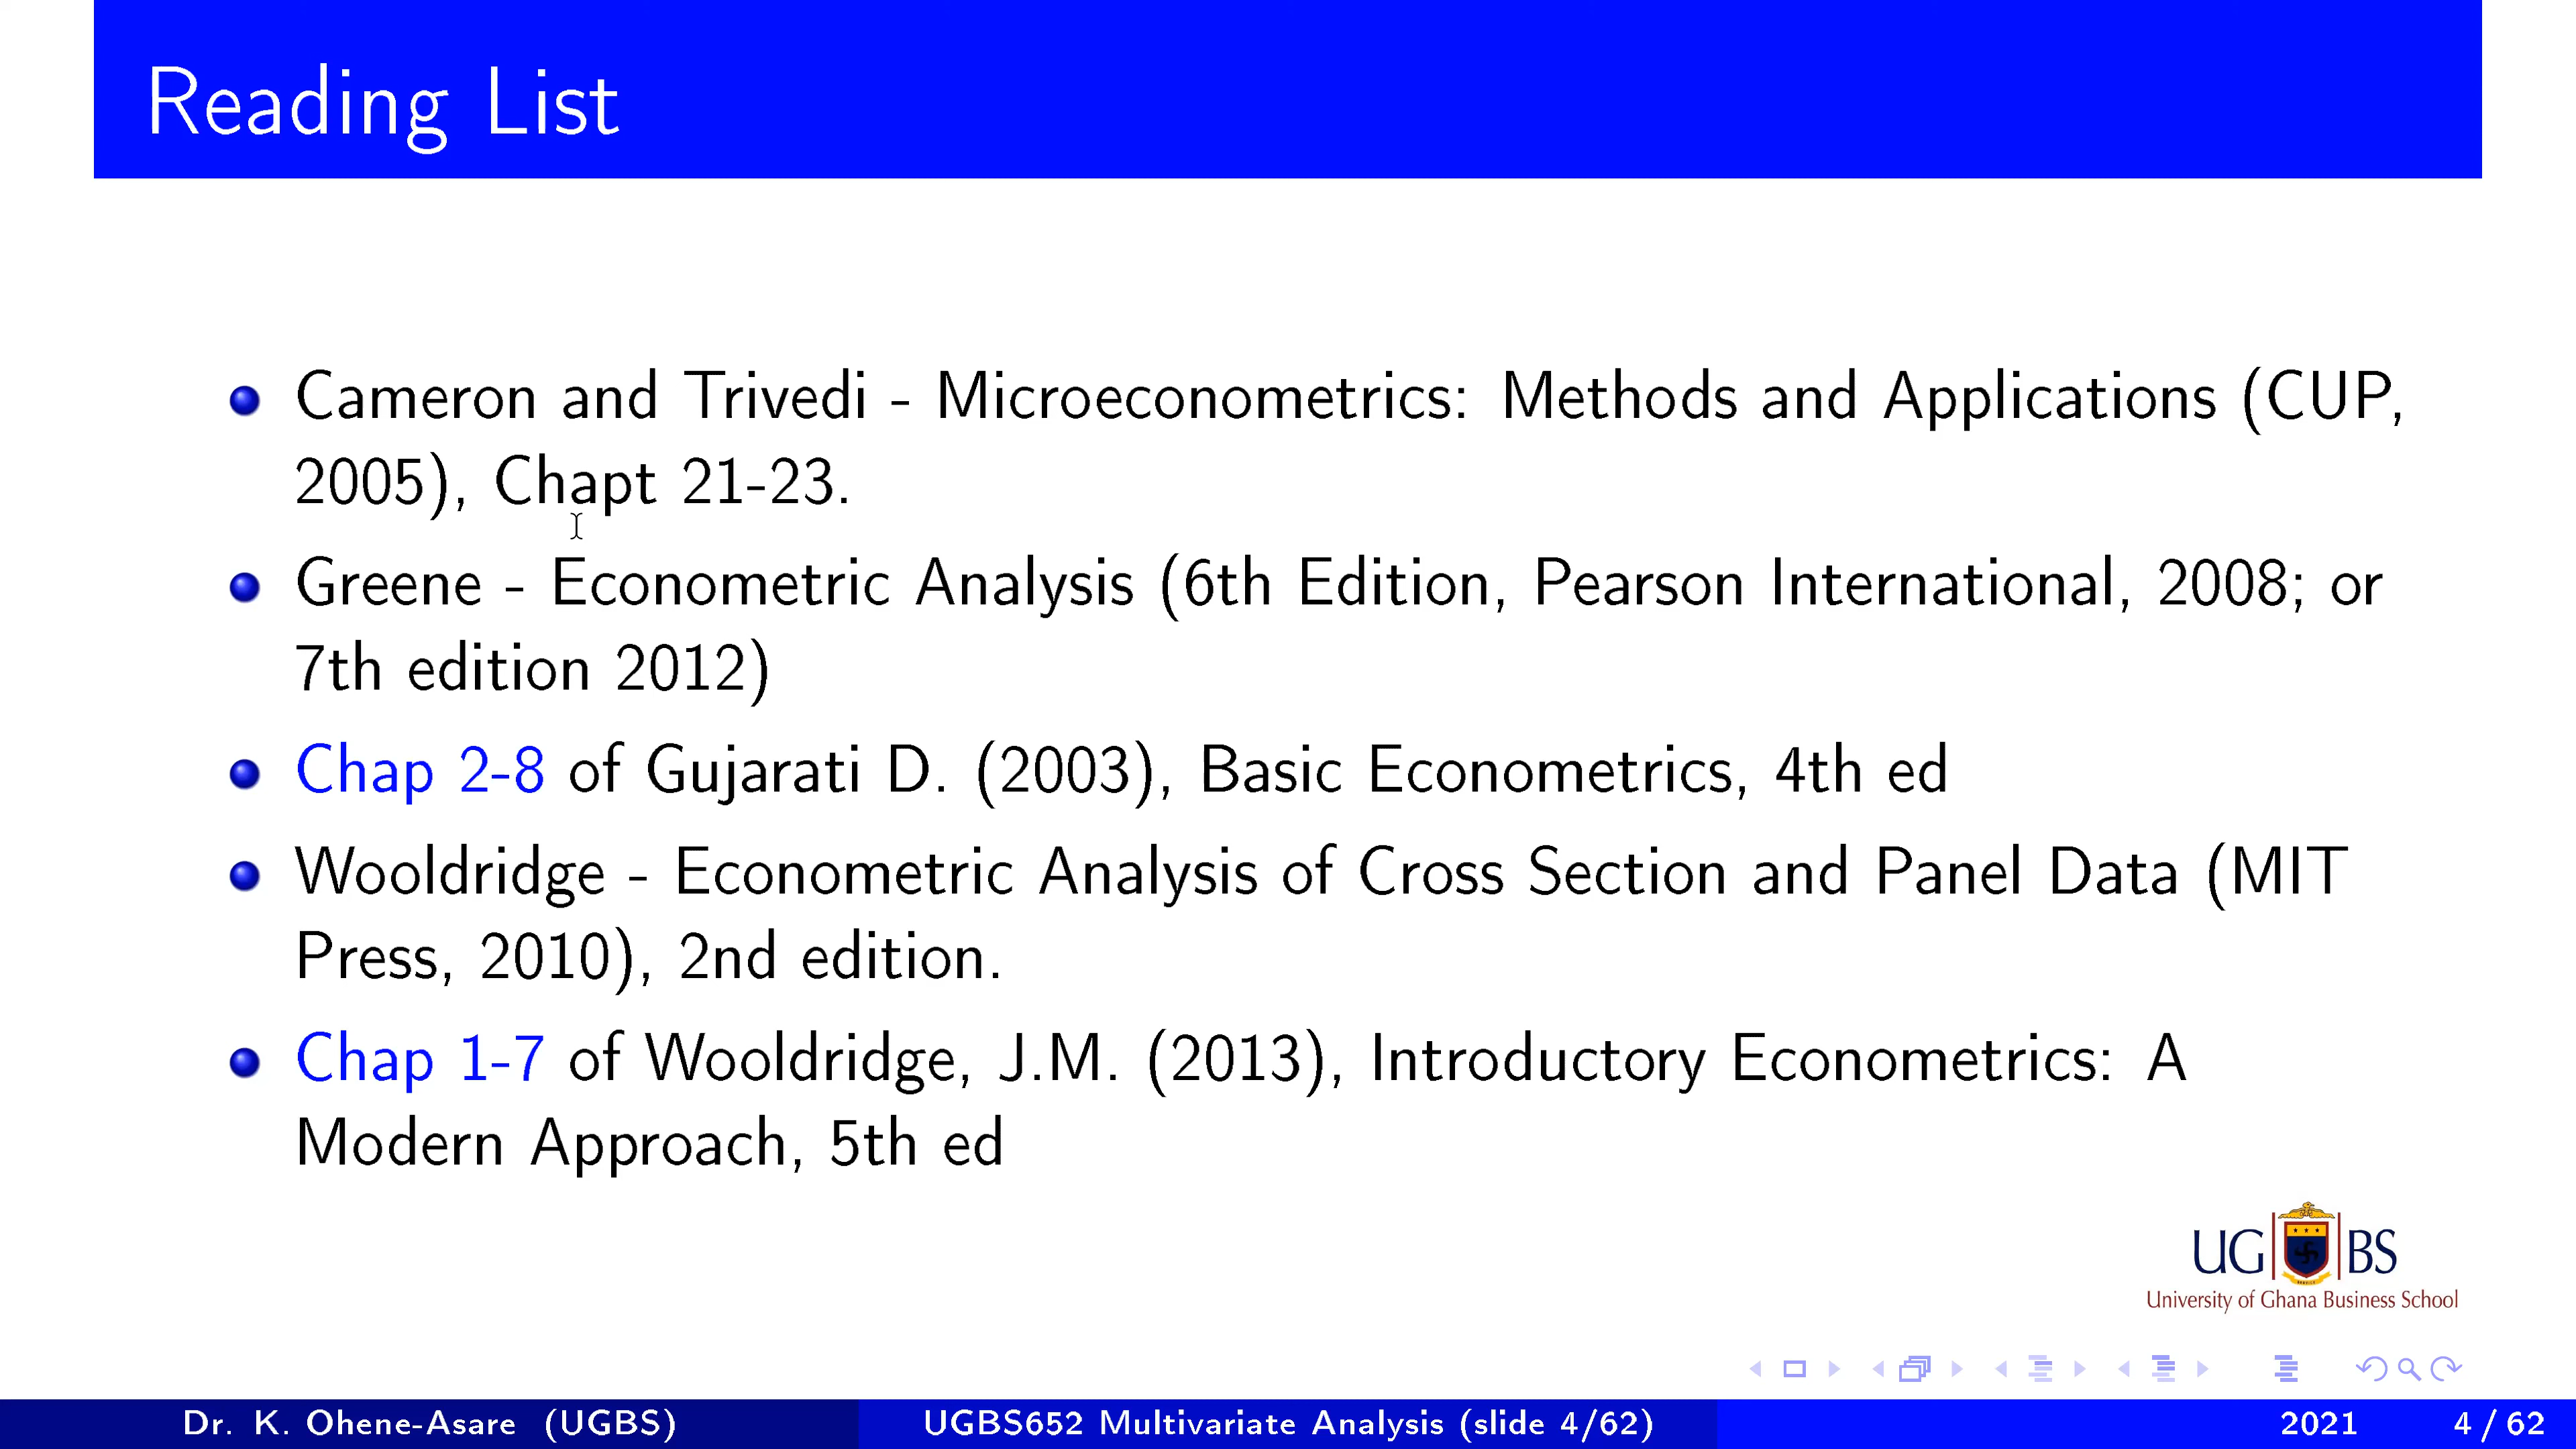 Reading List
Cameron and Trivedi - Microeconometrics: Methods and Applications (CUP,
2005), Chapt 21-23.
Greene - Econometric Analysis (6th Edition, Pearson International, 2008; or
7th edition 2012)
Chap 2-8 of Gujarati D. (2003), Basic Econometrics, 4th ed
Wooldridge - Econometric Analysis of Cross Section and Panel Data (MIT
Press, 2010), 2nd edition.
Chap 1-7 of Wooldridge, J.M. (2013), Introductory Econometrics: A
Modern Approach, 5th ed
UG BS
University of Ghana Business School
Dr. K. Ohene-Asare (UGBS) UGBS652 Multivariate Analysis (slide 4/62) 2021 4 / 62